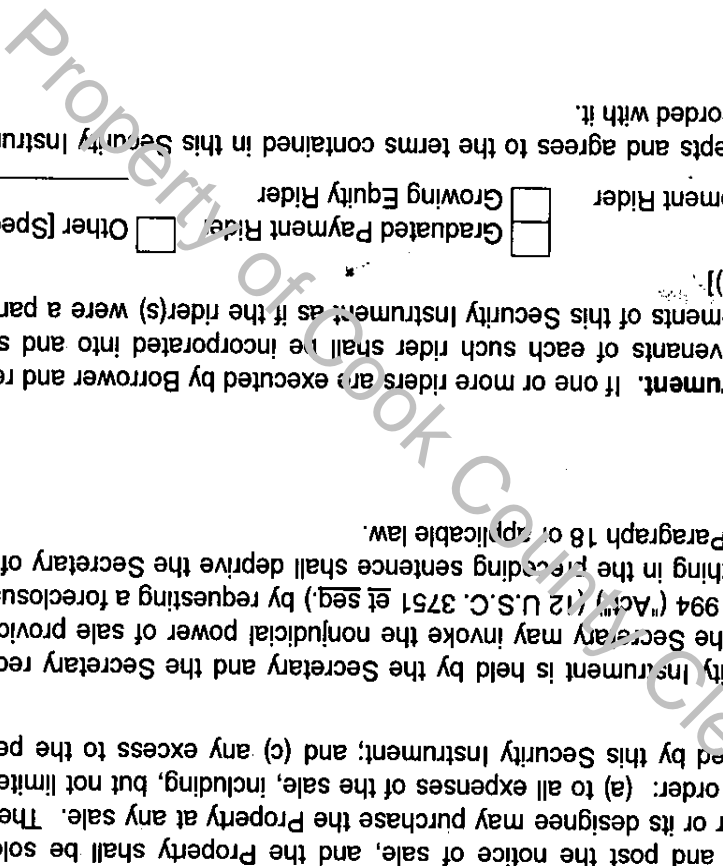 and post the notice of sale, and the Property shall be sol
r or its designee may purchase the Property at any sale. The
order: (a) to all expenses of the sale, including, but not limite
ed by this Security Instrument; and (c) any excess to the pe
ity Instrument is held by the Secretary and the Secretary rec
he Secretary may invoke the nonjudicial power of sale provid
994 ("Act") (12 U.S.C. 3751 et seq.) by requesting a foreclosu
thing in the preceding sentence shall deprive the Secretary of
Paragraph 18 or applicable law.
rument. If one or more riders are executed by Borrower and re
venants of each such rider shall be incorporated into and s
ements of this Security Instrument as if the rider(s) were a par
)].
Graduated Payment Rider Other [Spe
ment Rider Growing Equity Rider
epts and agrees to the terms contained in this Security Instru
orded with it.
Property of Cook County Cle